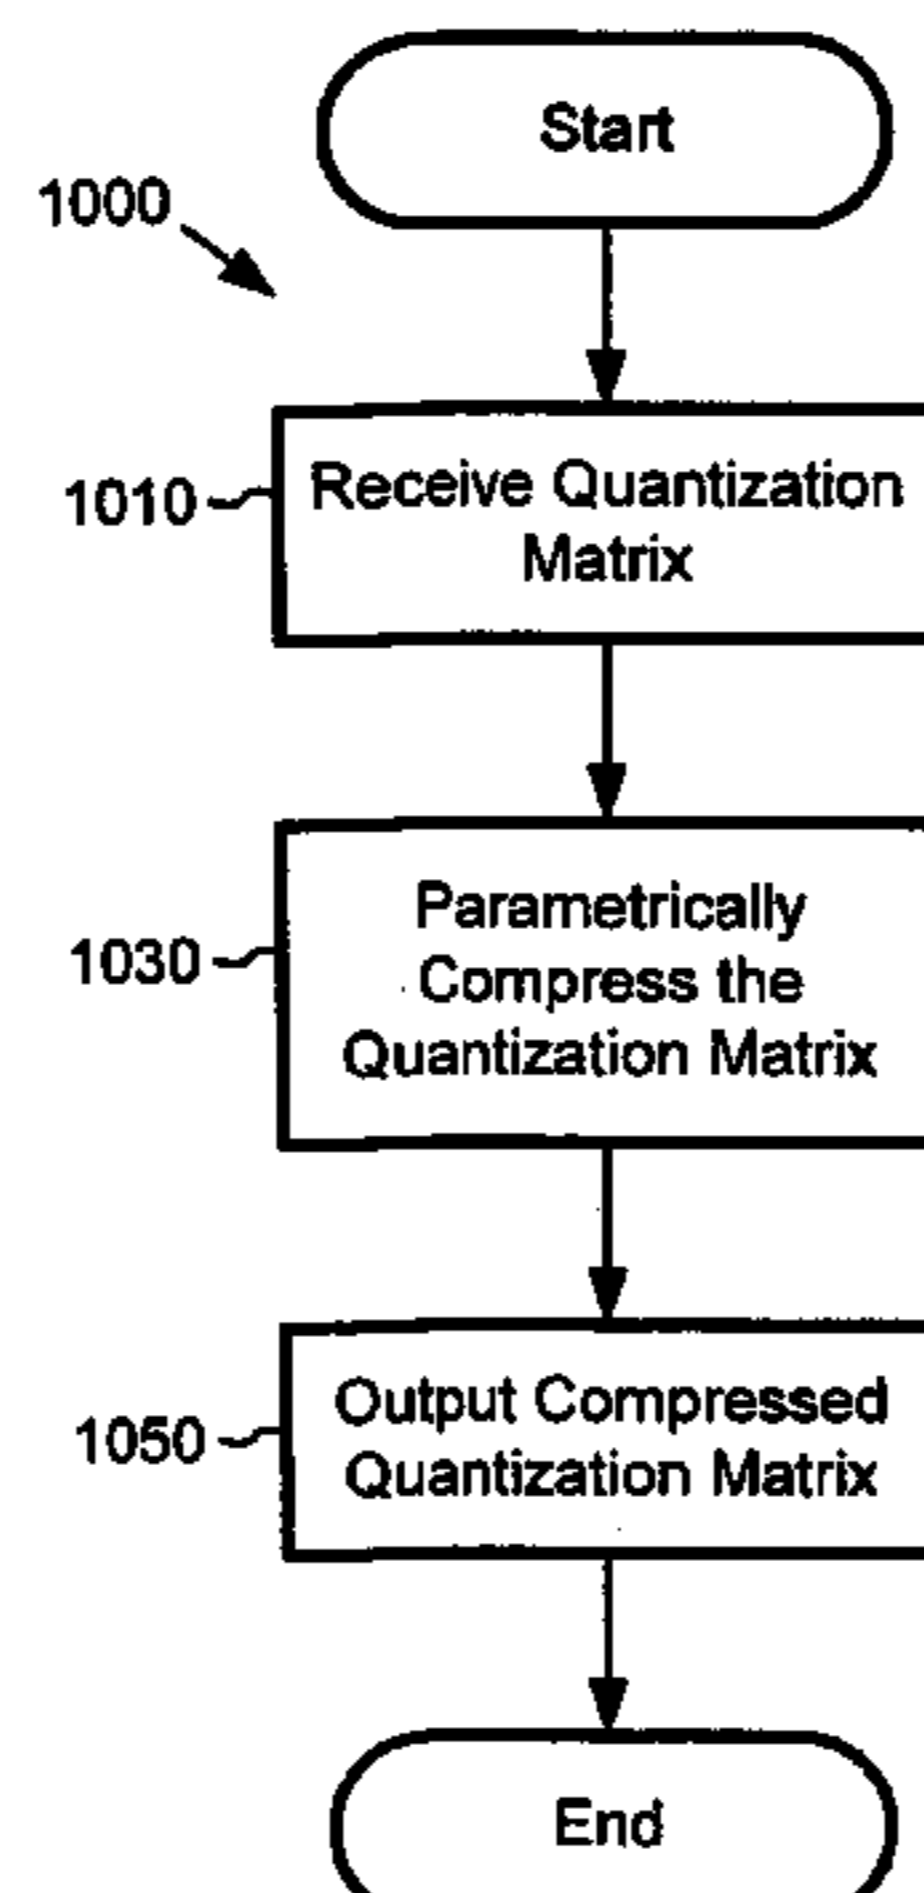 Start
1000
1010
Receive Quantization
Matrix
1030
Parametrically
Compress the
Quantization Matrix
1050
Output Compressed
Quantization Matrix
End